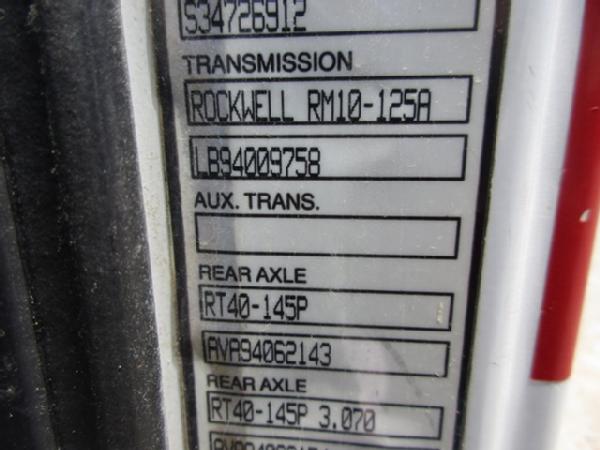 S34726912
TRANSMISSION
ROCKWELL RM10-125A
LB94009758
AUX. TRANS.
REAR AXLE
RT40-145P
AVA94062143
REAR AXLE
RT40-145P 3.070